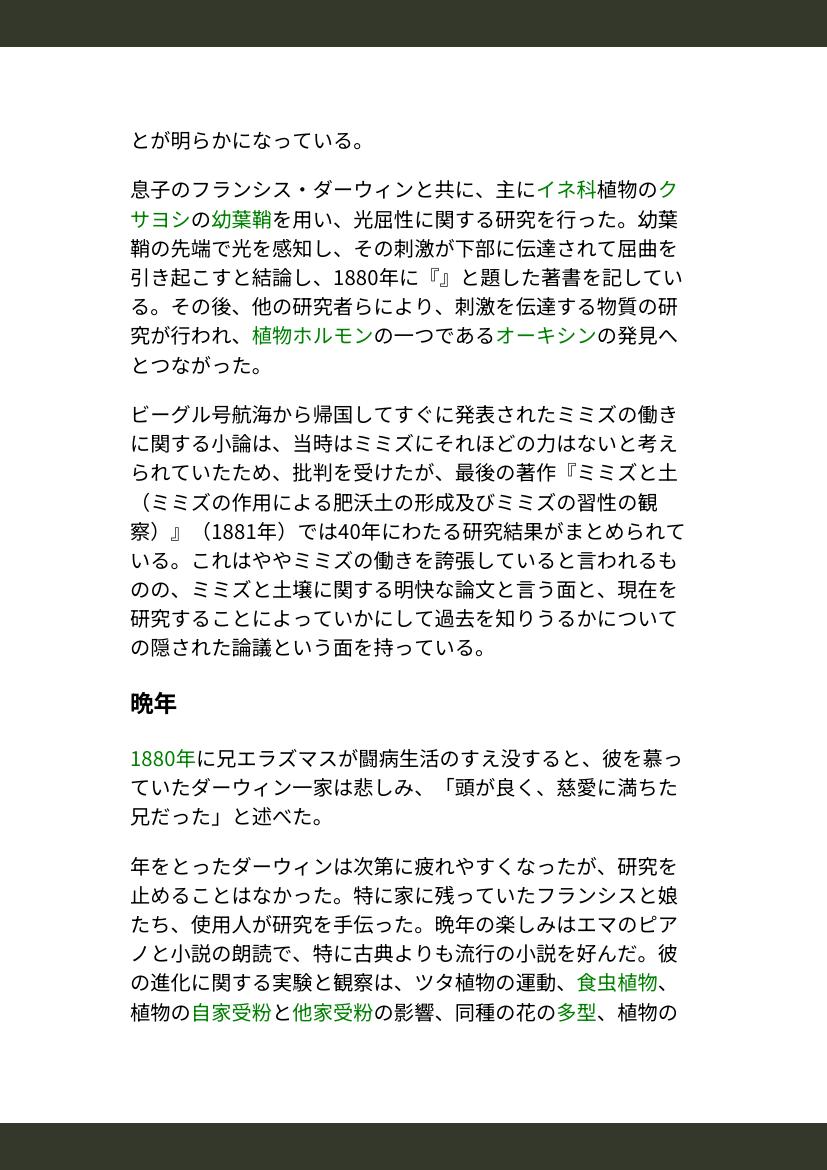 とが明らかになっている。
息子のフランシス・ダーウィンと共に、主にイネ科植物のク
サヨシの幼葉鞘を用い、光屈性に関する研究を行った。幼葉
鞘の先端で光を感知し、その刺激が下部に伝達されて屈曲を
引き起こすと結論し、1880年に『』と題した著書を記してい
る。その後、他の研究者らにより、刺激を伝達する物質の研
究が行われ、植物ホルモンの一つであるオーキシンの発見へ
とつながった。
ビーグル号航海から帰国してすぐに発表されたミミズの働き
に関する小論は、当時はミミズにそれほどの力はないと考え
られていたため、批判を受けたが、最後の著作『ミミズと土
（ミミズの作用による肥沃土の形成及びミミズの習性の観
察）』（1881年）では40年にわたる研究結果がまとめられて
いる。これはややミミズの働きを誇張していると言われるも
のの、ミミズと土壌に関する明快な論文と言う面と、現在を
研究することによっていかにして過去を知りうるかについて
の隠された論議という面を持っている。
晩年
1880年に兄エラズマスが闘病生活のすえ没すると、彼を慕っ
ていたダーウィン一家は悲しみ、「頭が良く、慈愛に満ちた
兄だった」と述べた。
年をとったダーウィンは次第に疲れやすくなったが、研究を
止めることはなかった。特に家に残っていたフランシスと娘
たち、使用人が研究を手伝った。晩年の楽しみはエマのピア
ノと小説の朗読で、特に古典よりも流行の小説を好んだ。彼
の進化に関する実験と観察は、ツタ植物の運動、食虫植物、
植物の自家受粉と他家受粉の影響、同種の花の多型、植物の